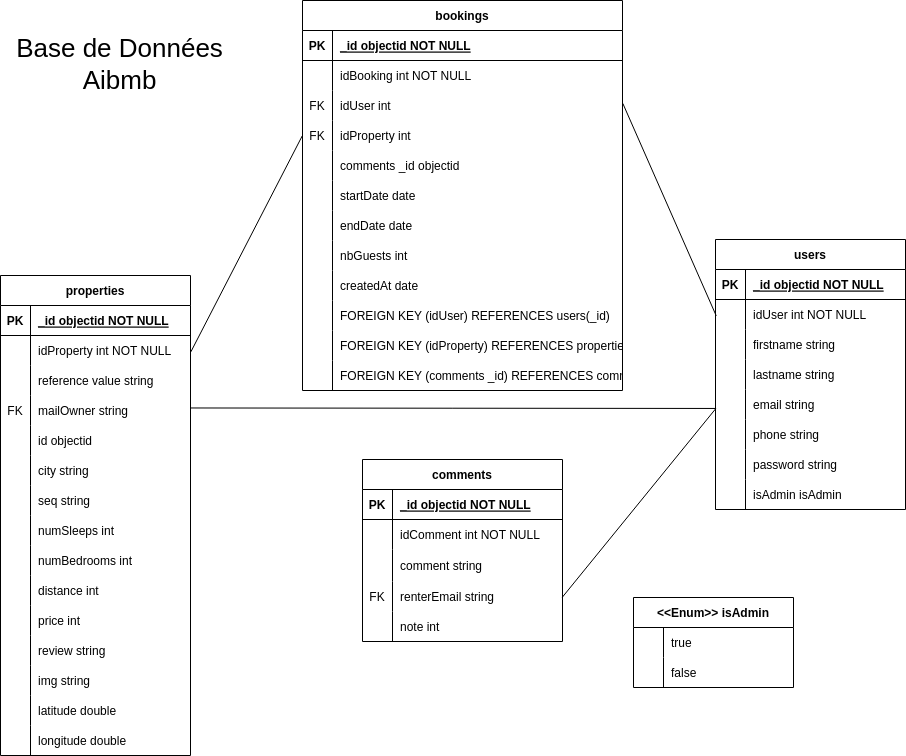 Base de Données
Aibmb
bookings
PK _id objectid NOT NULL
idBooking int NOT NULL
FK idUser int
FK idProperty int
comments _id objectid
startDate date
endDate date
nbGuests int
createdAt date
FOREIGN KEY (idUser) REFERENCES users(_id)
FOREIGN KEY (idProperty) REFERENCES
FOREIGN KEY (comments _id) REFERENCES
properties
PK _id objectid NOT NULL
idProperty int NOT NULL
reference value string
FK mailOwner string
id objectid
city string
seq string
numSleeps int
numBedrooms int
distance int
price int
review string
img string
latitude double
longitude double
users
PK _id objectid NOT NULL
idUser int NOT NULL
firstname string
lastname string
email string
phone string
password string
isAdmin isAdmin
comments
PK _id objectid NOT NULL
idComment int NOT NULL
comment string
FK renterEmail string
note int
<<Enum>> isAdmin
true
false